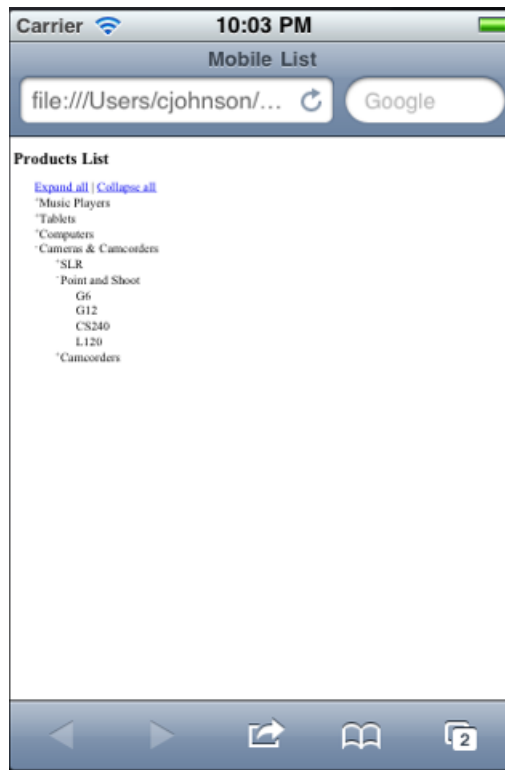 Carrier 10:03 PM
Mobile List
file:///Users/cjohnson/... Google
Products List
Expand all | Collapse all
+Music Players
+Tablets
+Computers
-Cameras & Camcorders
+SLR
-Point and Shoot
G6
G12
CS240
L120
+Camcorders
2